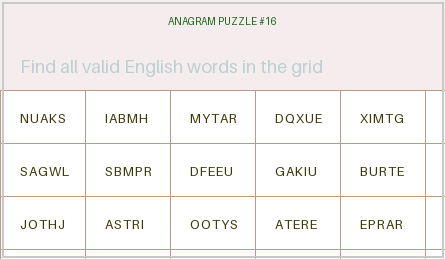 ANAGRAM PUZZLE #16
Find all valid English words in the grid
NUAKS IABMH MYTAR DQXUE XIMTG
SAGWL SBMPR DFEEU GAKIU BURTE
JOTHJ ASTRI OOTYS ATERE EPRAR